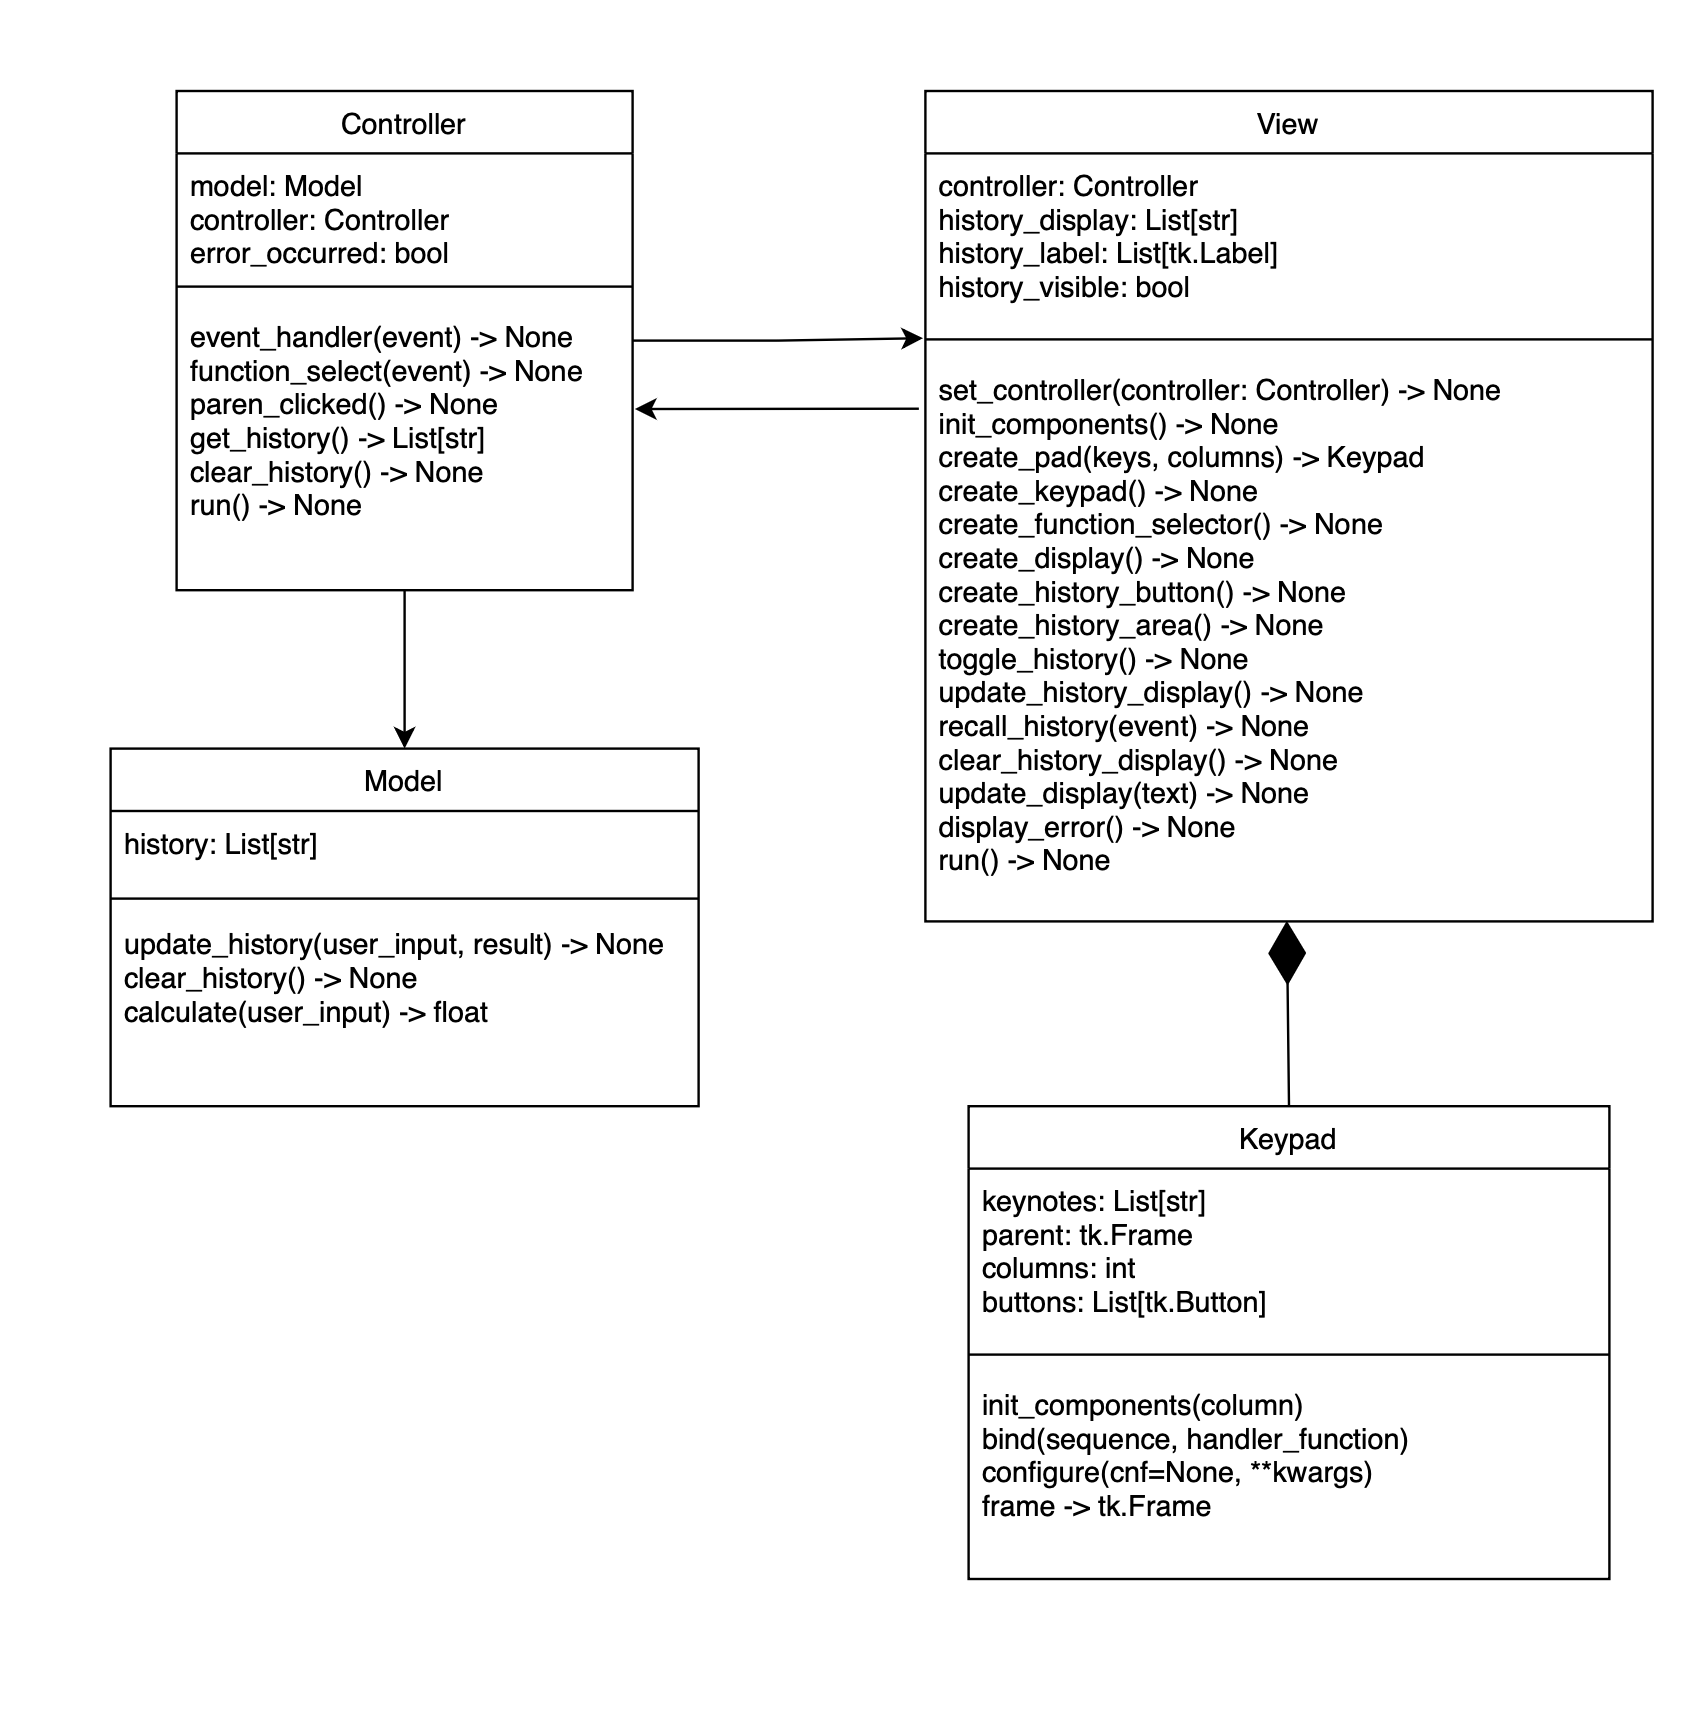 Controller
model: Model
controller: Controller
error_occurred: bool
event_handler(event) -> None
function_select(event) -> None
paren_clicked() -> None
get_history() -> List[str]
clear_history() -> None
run() -> None
View
controller: Controller
history_display: List[str]
history_label: List[tk.Label]
history_visible: bool
set_controller(controller: Controller) -> None
init_components() -> None
create_pad(keys, columns) -> Keypad
create_keypad() -> None
create_function_selector() -> None
create_display() -> None
create_history_button() -> None
create_history_area() -> None
toggle_history() -> None
update_history_display() -> None
recall_history(event) -> None
clear_history_display() -> None
update_display(text) -> None
display_error() -> None
run() -> None
Model
history: List[str]
update_history(user_input, result) -> None
clear_history() -> None
calculate(user_input) -> float
Keypad
keynotes: List[str]
parent: tk.Frame
columns: int
buttons: List[tk.Button]
init_components(column)
bind(sequence, handler_function)
configure(cnf=None, **kwargs)
frame -> tk.Frame